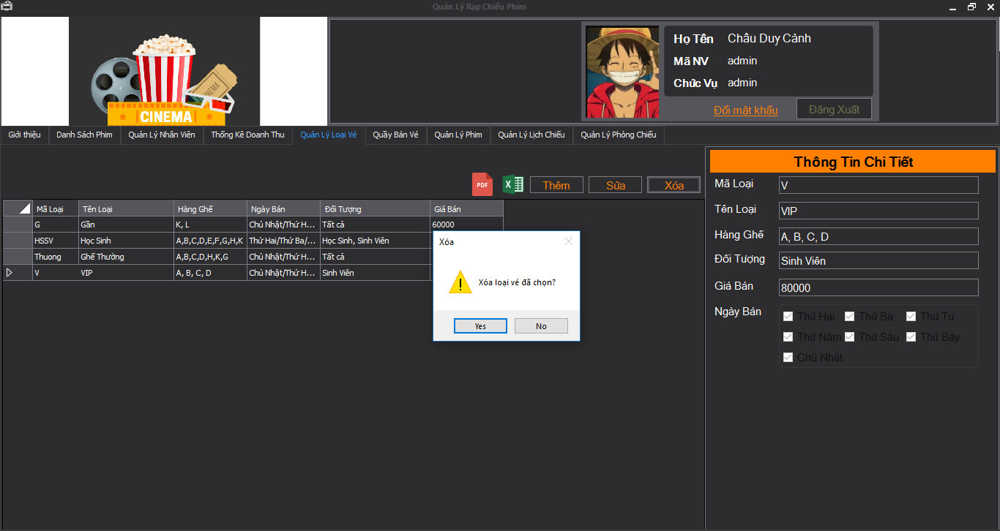 Quản Lý Rạp Chiếu Phim
CINEMA
CINEMA
Họ Tên Châu Duy Cảnh
Mã NV admin
Chức Vụ admin
Đổi mật khẩu Đăng Xuất
Giới thiệu Danh Sách Phim Quản Lý Nhân Viên Thống Kê Doanh Thu Quản Lý Loại Vé Quầy Bán Vé Quản Lý Phim Quản Lý Lịch Chiếu Quản Lý Phòng Chiếu
PDF X Thêm Sửa Xóa
Mã Loại Tên Loại Hàng Ghế Ngày Bán Đối Tượng Giá Bán
G Gần K, L Chủ Nhật/Thứ H... Tất cả 60000
HSSV Học Sinh A,B,C,D,E,F,G,H,K Thứ Hai/Thứ Ba/... Học Sinh, Sinh Viên
Thuong Ghế Thường A,B,C,D,H,K,G Chủ Nhật/Thứ H... Tất cả
V VIP A, B, C, D Chủ Nhật/Thứ H... Sinh Viên
Xóa
Xóa loại vé đã chọn?
Yes No
Thông Tin Chi Tiết
Mã Loại V
Tên Loại VIP
Hàng Ghế A, B, C, D
Đối Tượng Sinh Viên
Giá Bán 80000
Ngày Bán Thứ Hai Thứ Ba Thứ Tư
Thứ Năm Thứ Sáu Thứ Bảy
Chủ Nhật